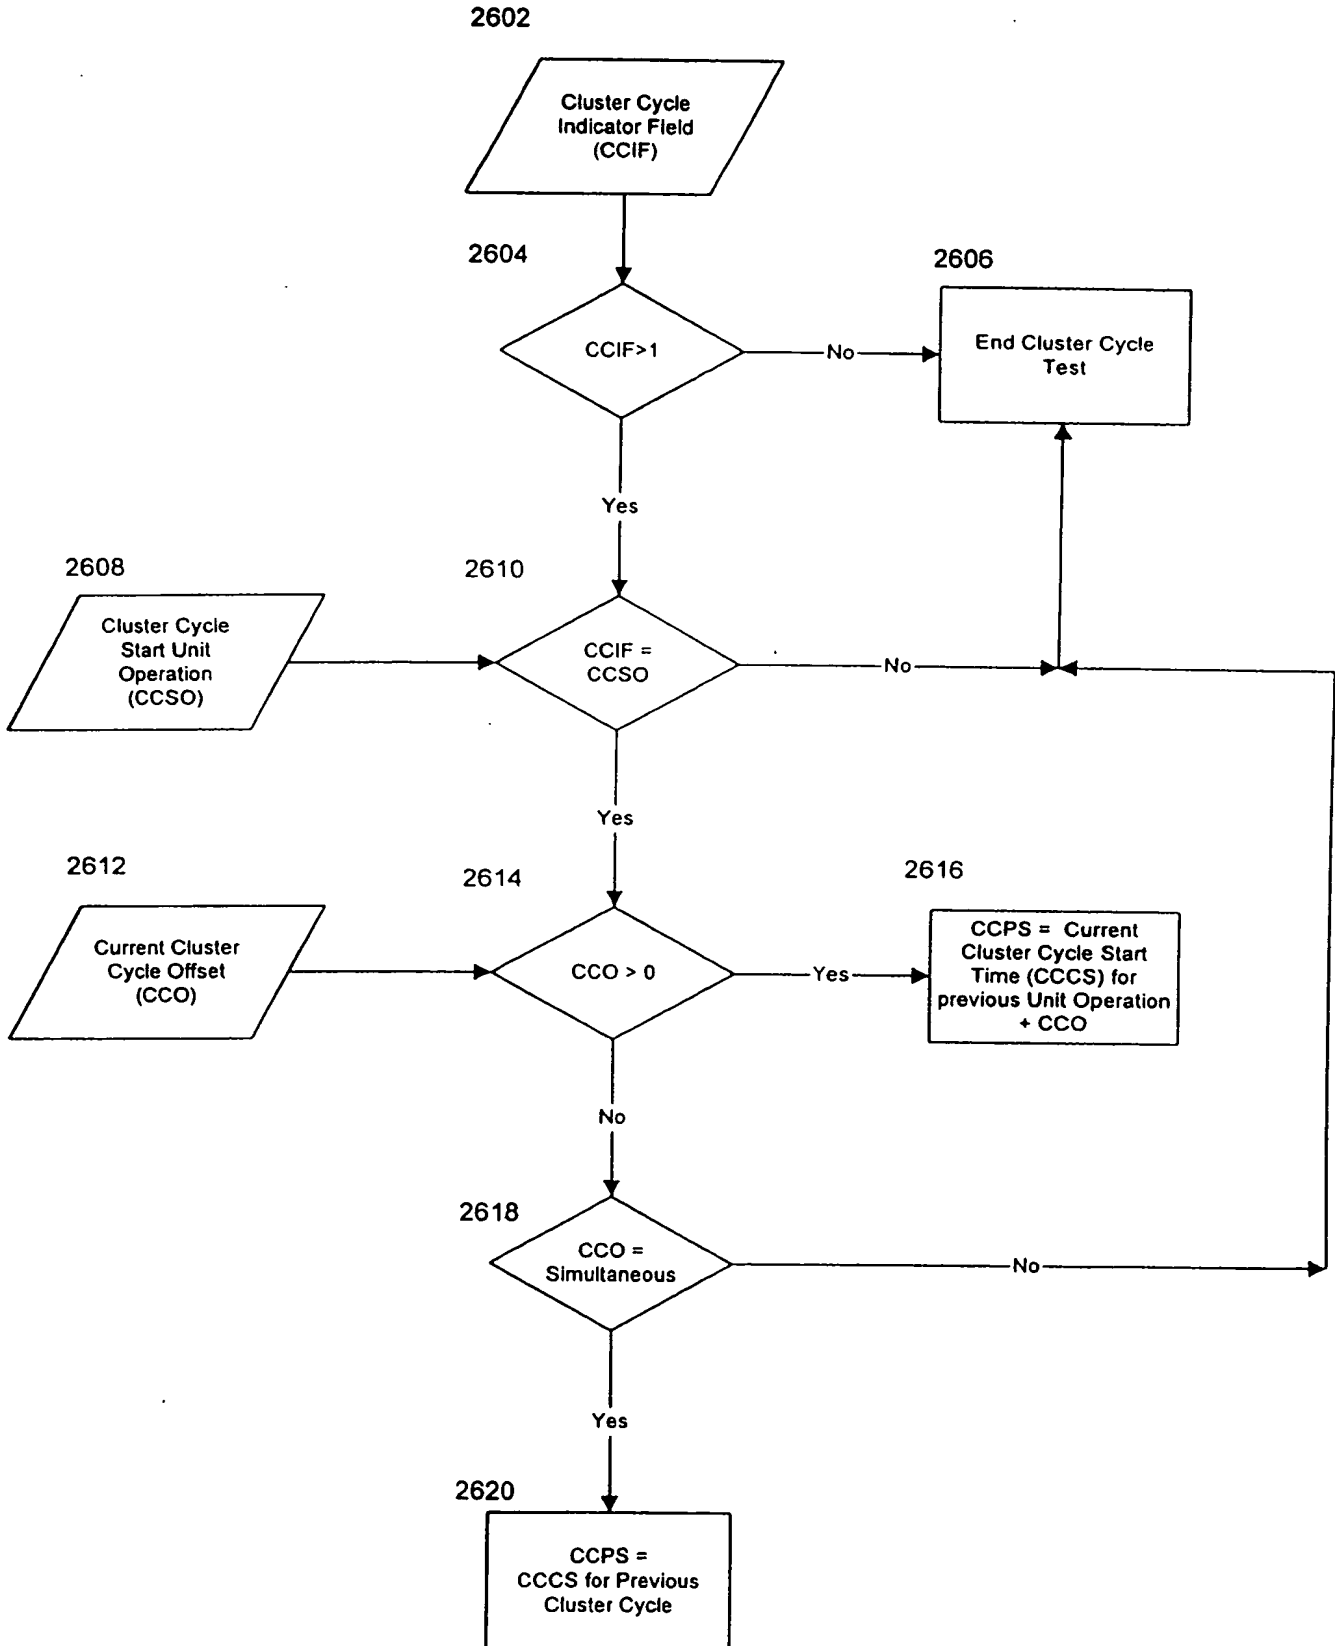 2602
Cluster Cycle
Indicator Field
(CCIF)
2604
2606
CCIF>1
No
End Cluster Cycle
Test
Yes
2608
2610
Cluster Cycle
Start Unit
Operation
(CCSO)
CCIF =
CCSO
No
Yes
2612
2614
2616
Current Cluster
Cycle Offset
(CCO)
CCO > 0
Yes
CCPS = Current
Cluster Cycle Start
Time (CCCS) for
previous Unit Operation
+ CCO
No
2618
CCO =
Simultaneous
No
Yes
2620
CCPS =
CCCS for Previous
Cluster Cycle